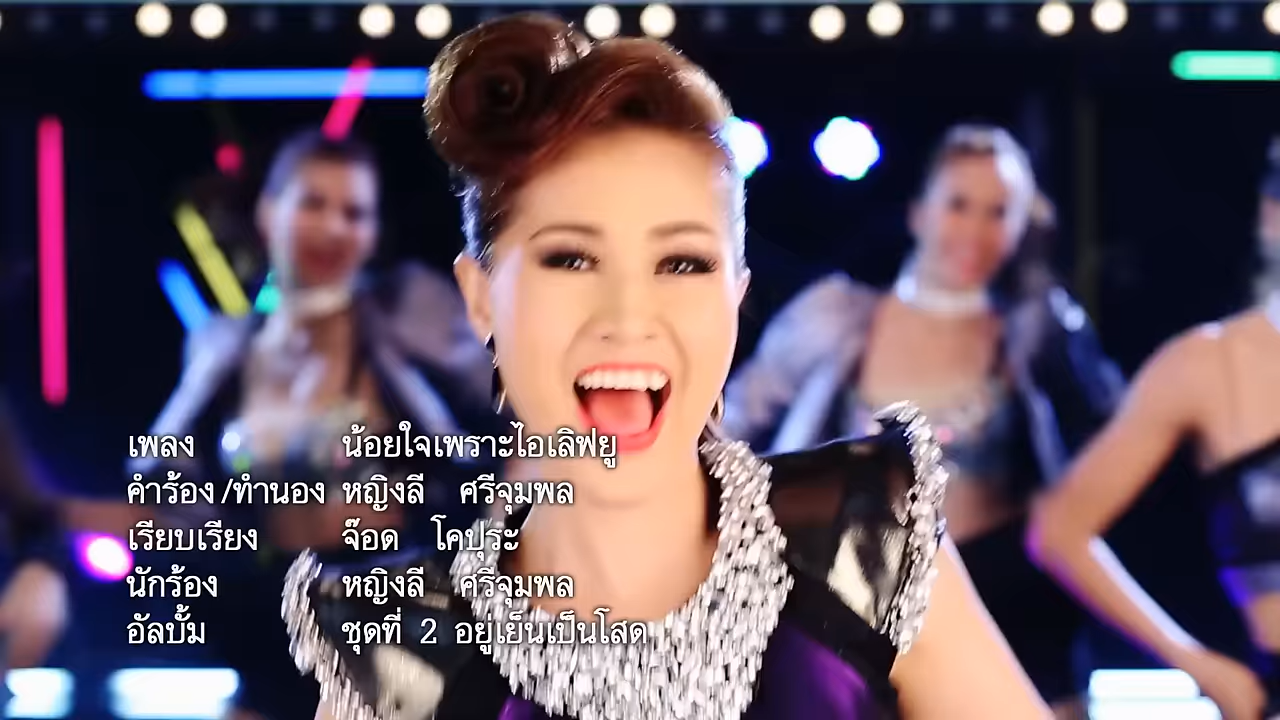 เพลง น้อยใจเพราะไอเลิฟยู
คำร้อง/ทำนอง หญิงลี ศรีจุมพล
เรียบเรียง จ๊อด โคปุระ
นักร้อง หญิงลี ศรีจุมพล
อัลบั้ม ชุดที่ 2 อยู่เย็นเป็นโสด